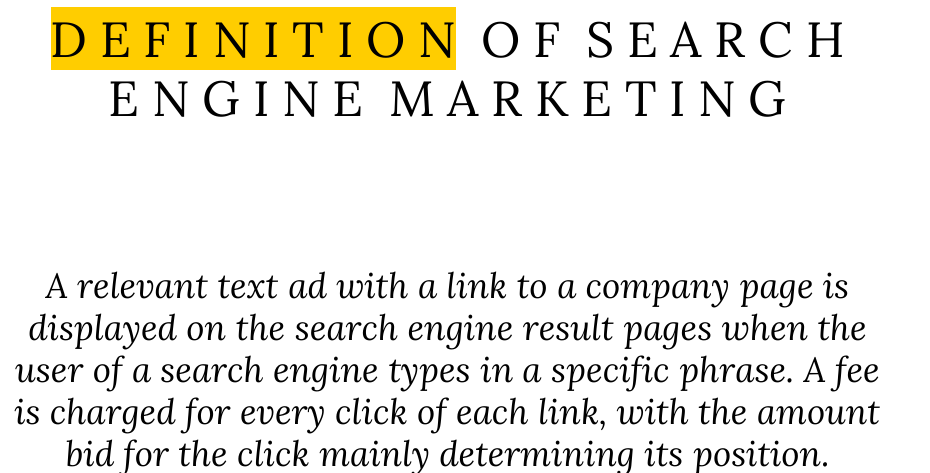 DEFINITION OF SEARCH
ENGINE MARKETING
A relevant text ad with a link to a company page is
displayed on the search engine result pages when the
user of a search engine types in a specific phrase. A fee
is charged for every click of each link, with the amount
bid for the click mainly determining its position.